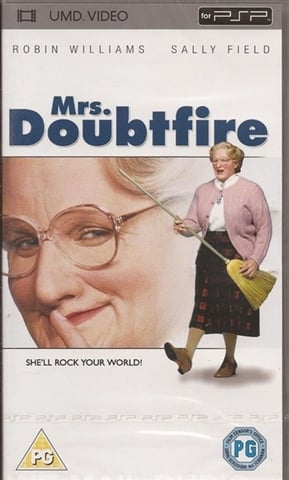 UMD. VIDEO
for PSP
ROBIN WILLIAMS SALLY FIELD
Mrs.
Doubtfire
SHE'LL ROCK YOUR WORLD!
PG
PG